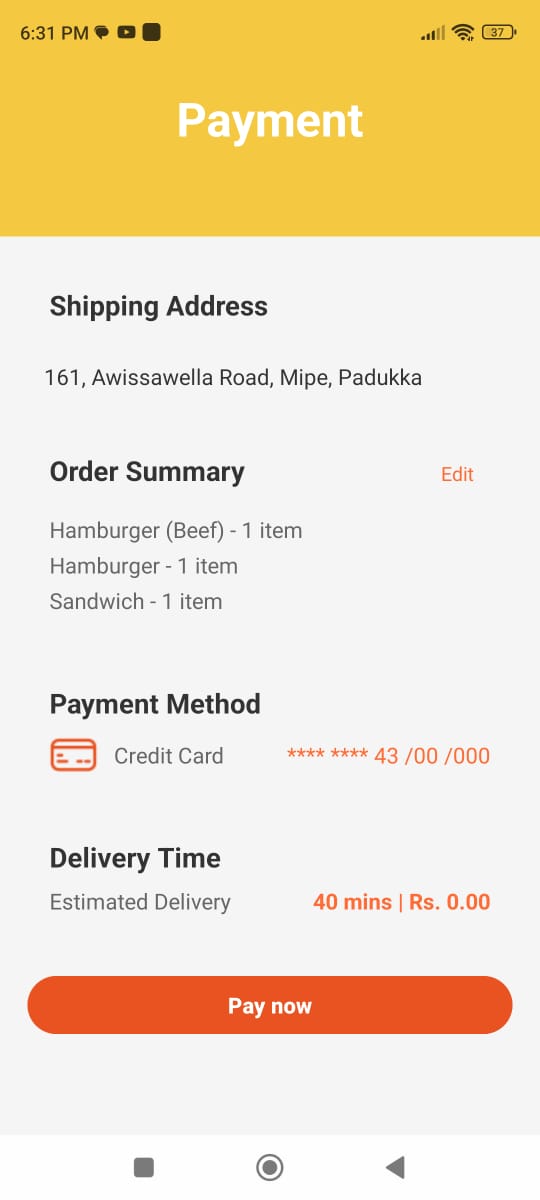 6:31 PM
37
Payment
Shipping Address
161, Awissawella Road, Mipe, Padukka
Order Summary
Edit
Hamburger (Beef) - 1 item
Hamburger - 1 item
Sandwich - 1 item
Payment Method
Credit Card
**** **** 43 /00 /000
Delivery Time
Estimated Delivery
40 mins | Rs. 0.00
Pay now